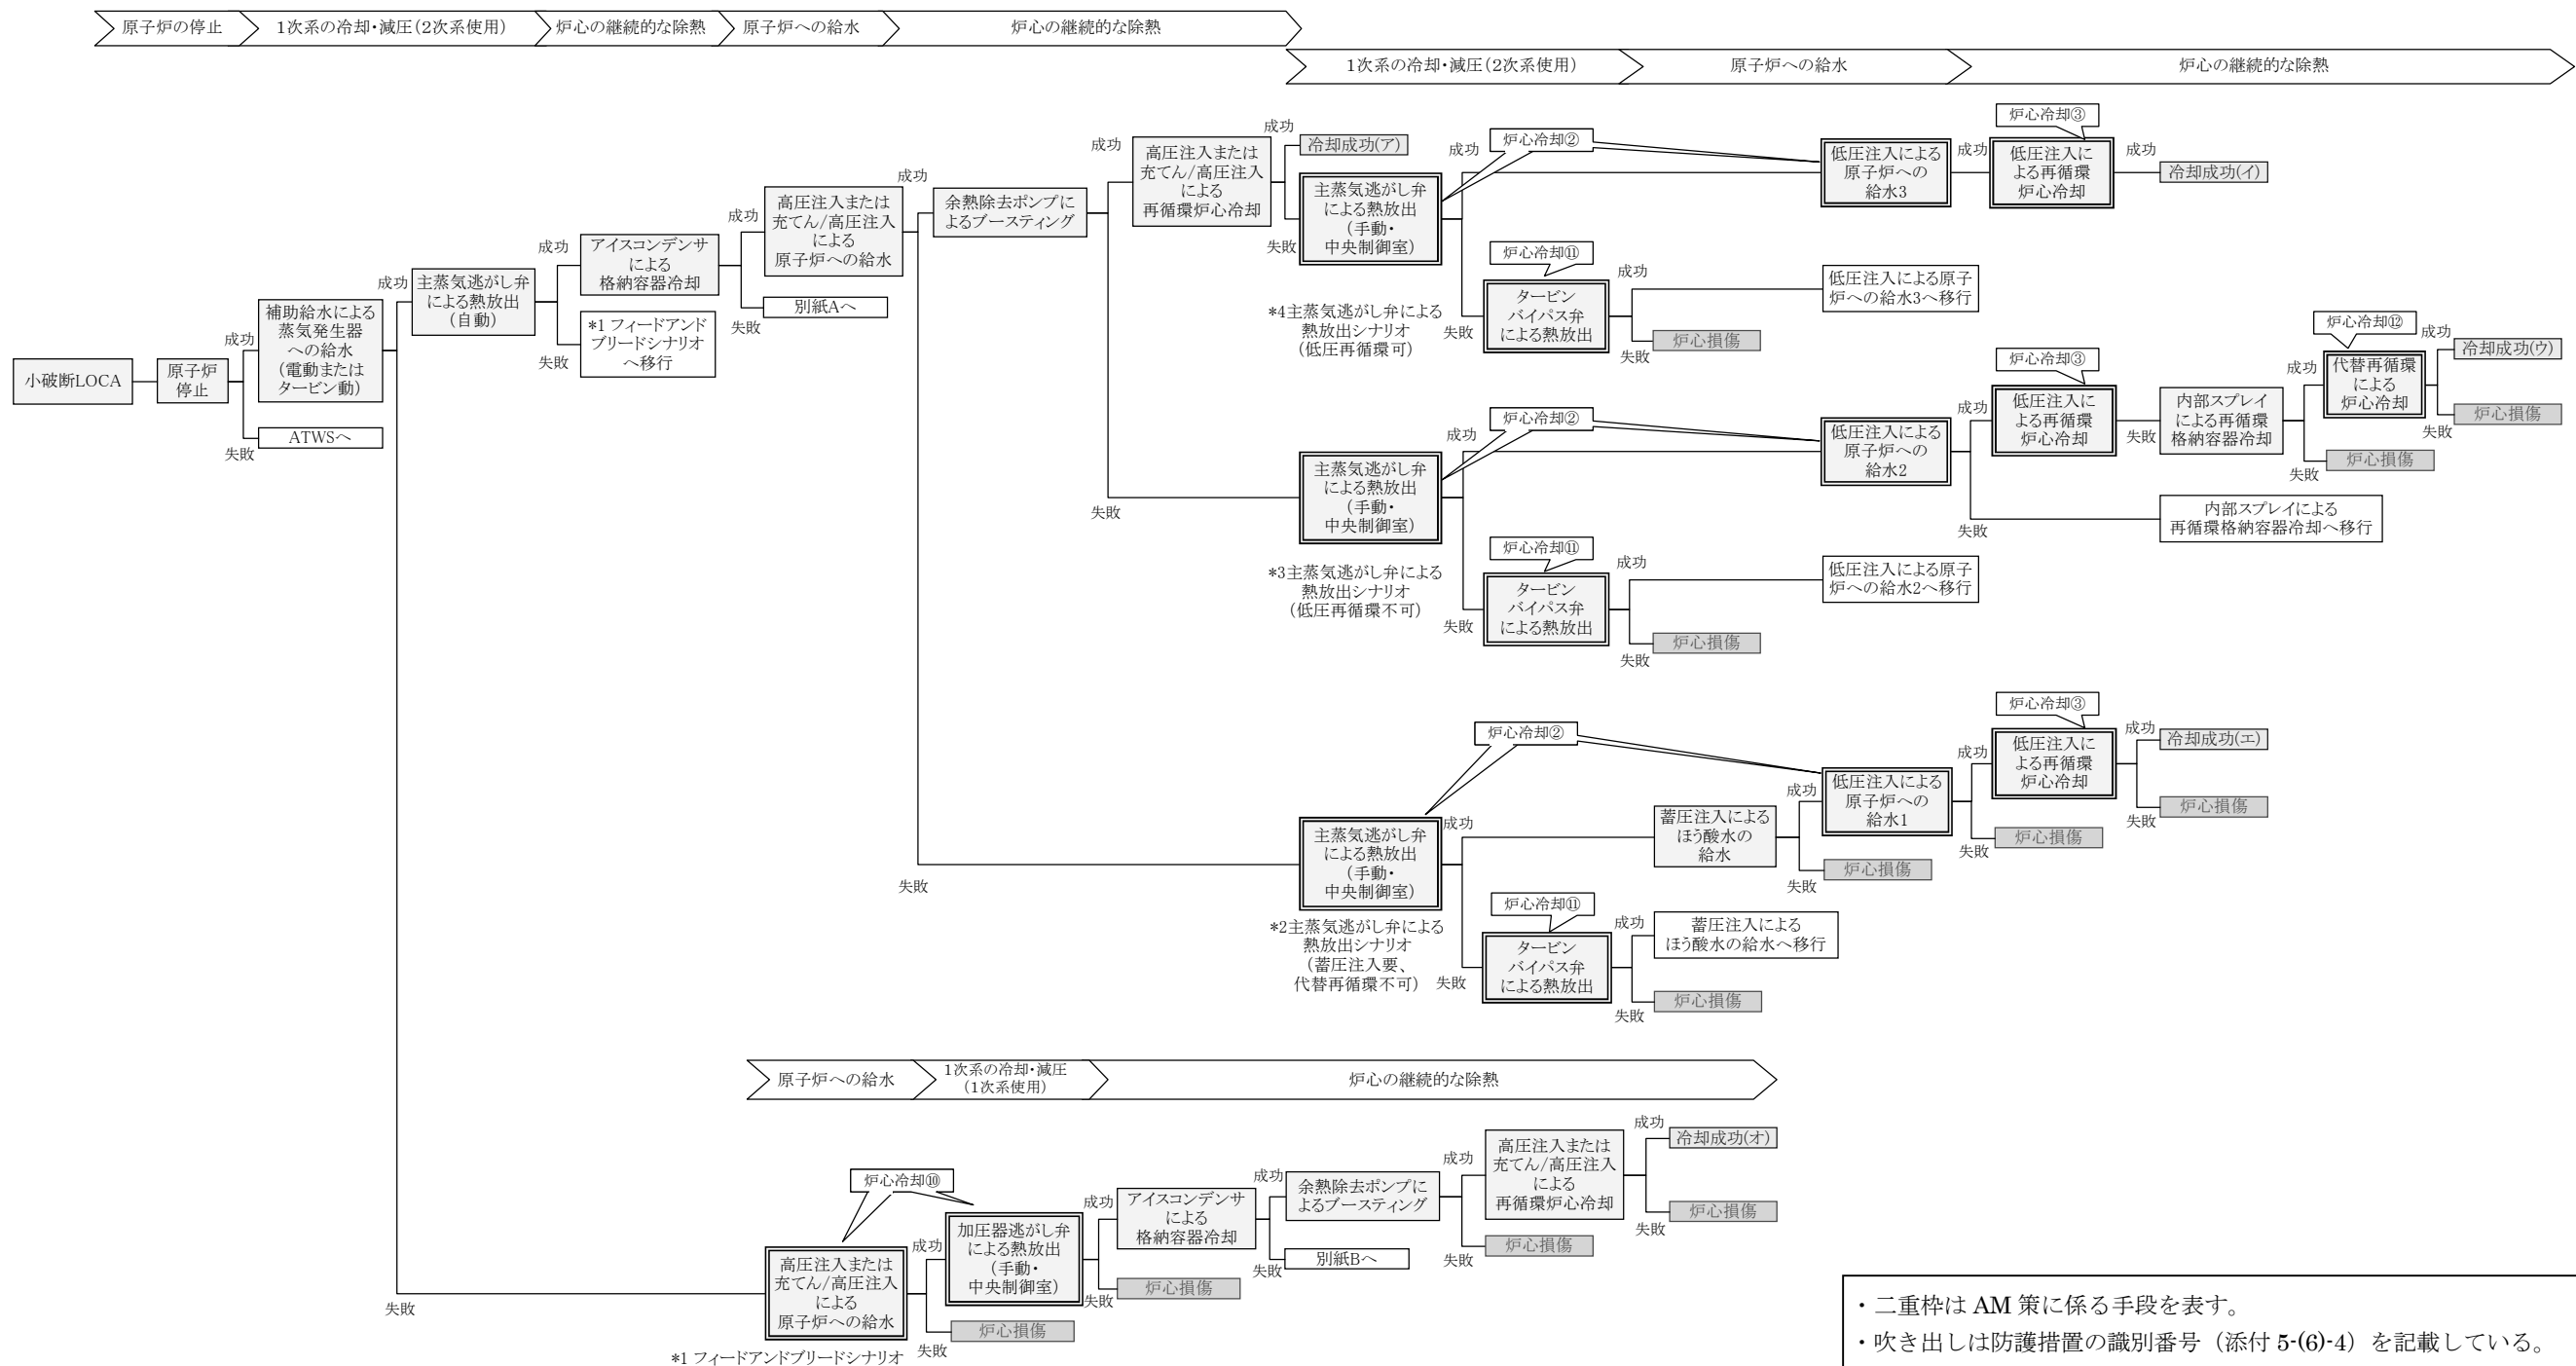 原子炉の停止
1次系の冷却・減圧(2次系使用)
炉心の継続的な除熱
原子炉への給水
炉心の継続的な除熱
1次系の冷却・減圧(2次系使用)
原子炉への給水
炉心の継続的な除熱
小破断LOCA
原子炉
停止
成功
補助給水による
蒸気発生器
への給水
(電動または
タービン動)
失敗
ATWSへ
成功
主蒸気逃がし弁
による熱放出
(自動)
成功
アイスコンデンサ
による
格納容器冷却
失敗
*1 フィードアンド
ブリードシナリオ
へ移行
成功
高圧注入または
充てん/高圧注入
による
原子炉への給水
失敗
別紙Aへ
成功
余熱除去ポンプに
よるブースティング
成功
高圧注入または
充てん/高圧注入
による
再循環炉心冷却
成功
冷却成功(ア)
失敗
主蒸気逃がし弁
による熱放出
(手動・
中央制御室)
*4主蒸気逃がし弁による
熱放出シナリオ
(低圧再循環可)
炉心冷却②
成功
低圧注入による
原子炉への
給水3
成功
炉心冷却③
低圧注入に
よる再循環
炉心冷却
成功
冷却成功(イ)
炉心冷却⑪
失敗
タービン
バイパス弁
による熱放出
成功
低圧注入による原子
炉への給水3へ移行
失敗
炉心損傷
失敗
主蒸気逃がし弁
による熱放出
(手動・
中央制御室)
*3主蒸気逃がし弁による
熱放出シナリオ
(低圧再循環不可)
炉心冷却②
成功
低圧注入による
原子炉への
給水2
成功
炉心冷却③
低圧注入に
よる再循環
炉心冷却
失敗
内部スプレイ
による再循環
格納容器冷却
成功
炉心冷却⑫
代替再循環
による
炉心冷却
成功
冷却成功(ウ)
失敗
炉心損傷
失敗
炉心損傷
失敗
内部スプレイによる
再循環格納容器冷却へ移行
炉心冷却⑪
失敗
タービン
バイパス弁
による熱放出
成功
低圧注入による原子
炉への給水2へ移行
失敗
炉心損傷
失敗
主蒸気逃がし弁
による熱放出
(手動・
中央制御室)
*2主蒸気逃がし弁による
熱放出シナリオ
(蓄圧注入要、
代替再循環不可)
炉心冷却②
成功
蓄圧注入による
ほう酸水の
給水
成功
低圧注入による
原子炉への
給水1
成功
炉心冷却③
低圧注入に
よる再循環
炉心冷却
成功
冷却成功(エ)
失敗
炉心損傷
失敗
炉心損傷
失敗
炉心損傷
炉心冷却⑪
失敗
タービン
バイパス弁
による熱放出
成功
蓄圧注入による
ほう酸水の給水へ移行
失敗
炉心損傷
原子炉への給水
1次系の冷却・減圧
(1次系使用)
炉心の継続的な除熱
失敗
炉心冷却⑩
高圧注入または
充てん/高圧注入
による
原子炉への給水
*1 フィードアンドブリードシナリオ
成功
加圧器逃がし弁
による熱放出
(手動・
中央制御室)
失敗
炉心損傷
成功
アイスコンデンサ
による
格納容器冷却
失敗
炉心損傷
成功
余熱除去ポンプに
よるブースティング
失敗
別紙Bへ
成功
高圧注入または
充てん/高圧注入
による
再循環炉心冷却
失敗
炉心損傷
成功
冷却成功(オ)
失敗
炉心損傷
・二重枠は AM 策に係る手段を表す。
・吹き出しは防護措置の識別番号（添付 5-(6)-4）を記載している。